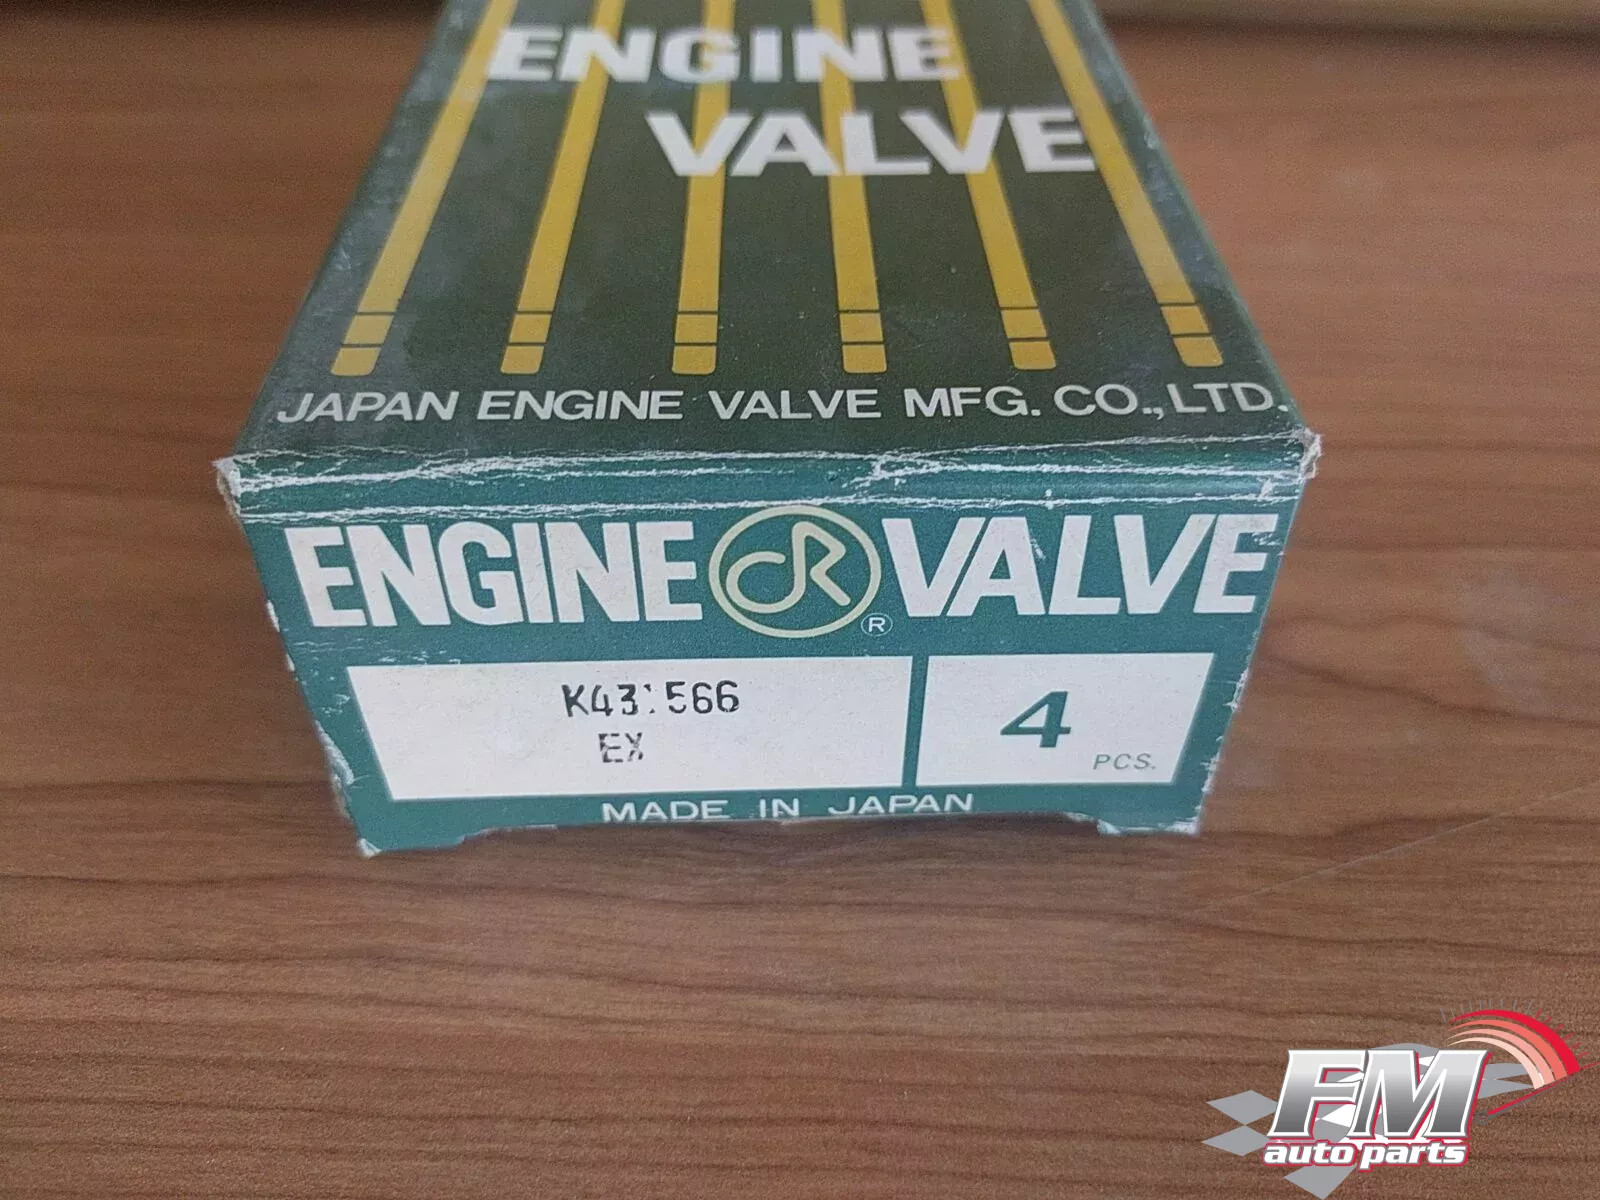 ENGINE
VALVE
JAPAN ENGINE VALVE MFG. CO., LTD.
ENGINE R ® VALVE
4
EX
PCS.
MADE IN JAPAN
FM
auto parts